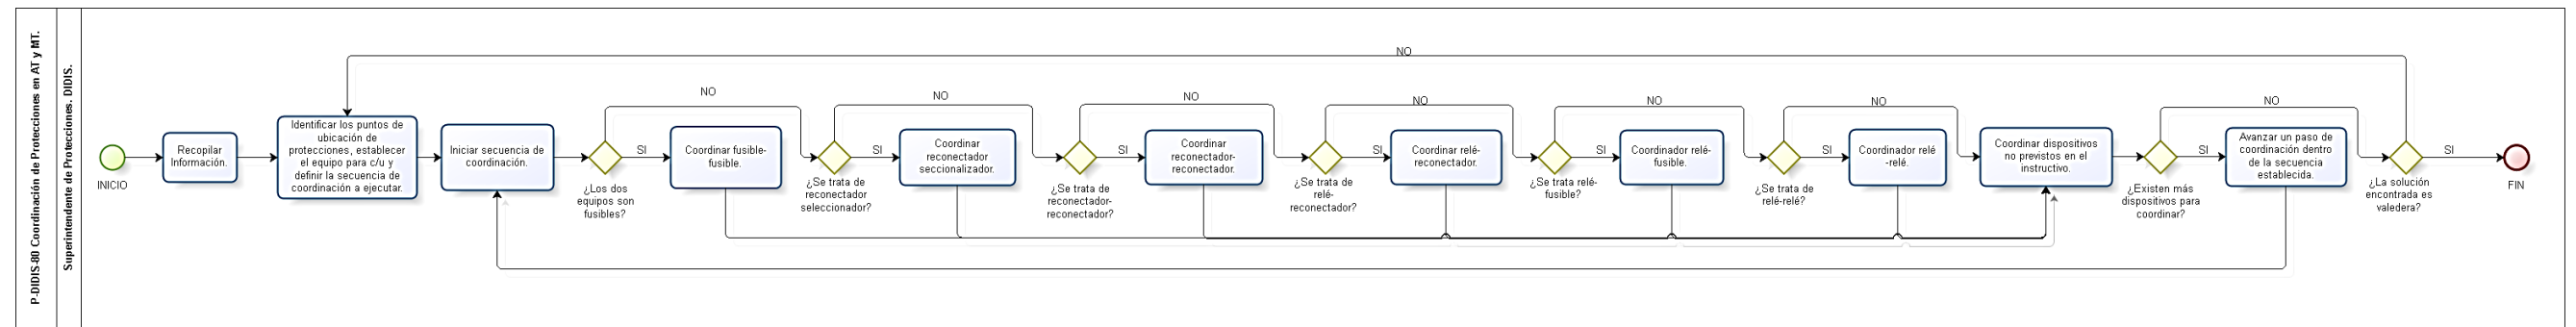 P-DIDIS-80 Coordinación de Protecciones en AT y MT.
Superintendente de Protecciones. DIDIS.
INICIO
Recopilar
Información.
Identificar los puntos de
ubicación de
protecciones, establecer
el equipo para c/u y
definir la secuencia de
coordinación a ejecutar.
Iniciar secuencia de
coordinación.
¿Los dos
equipos son
fusibles?
SI
NO
Coordinar fusible-
fusible.
¿Se trata de
reconectador
seleccionador?
SI
NO
Coordinar
reconectador
seccionalizador.
¿Se trata de
reconectador-
reconectador?
SI
NO
Coordinar
reconectador-
reconectador.
¿Se trata de
relé-
reconectador?
SI
NO
Coordinar relé-
reconectador.
¿Se trata relé-
fusible?
SI
NO
Coordinador relé-
fusible.
¿Se trata de
relé-relé?
SI
NO
Coordinador relé
-relé.
Coordinar dispositivos
no previstos en el
instructivo.
¿Existen más
dispositivos para
coordinar?
SI
NO
Avanzar un paso de
coordinación dentro
de la secuencia
establecida.
¿La solución
encontrada es
valedera?
SI
NO
FIN